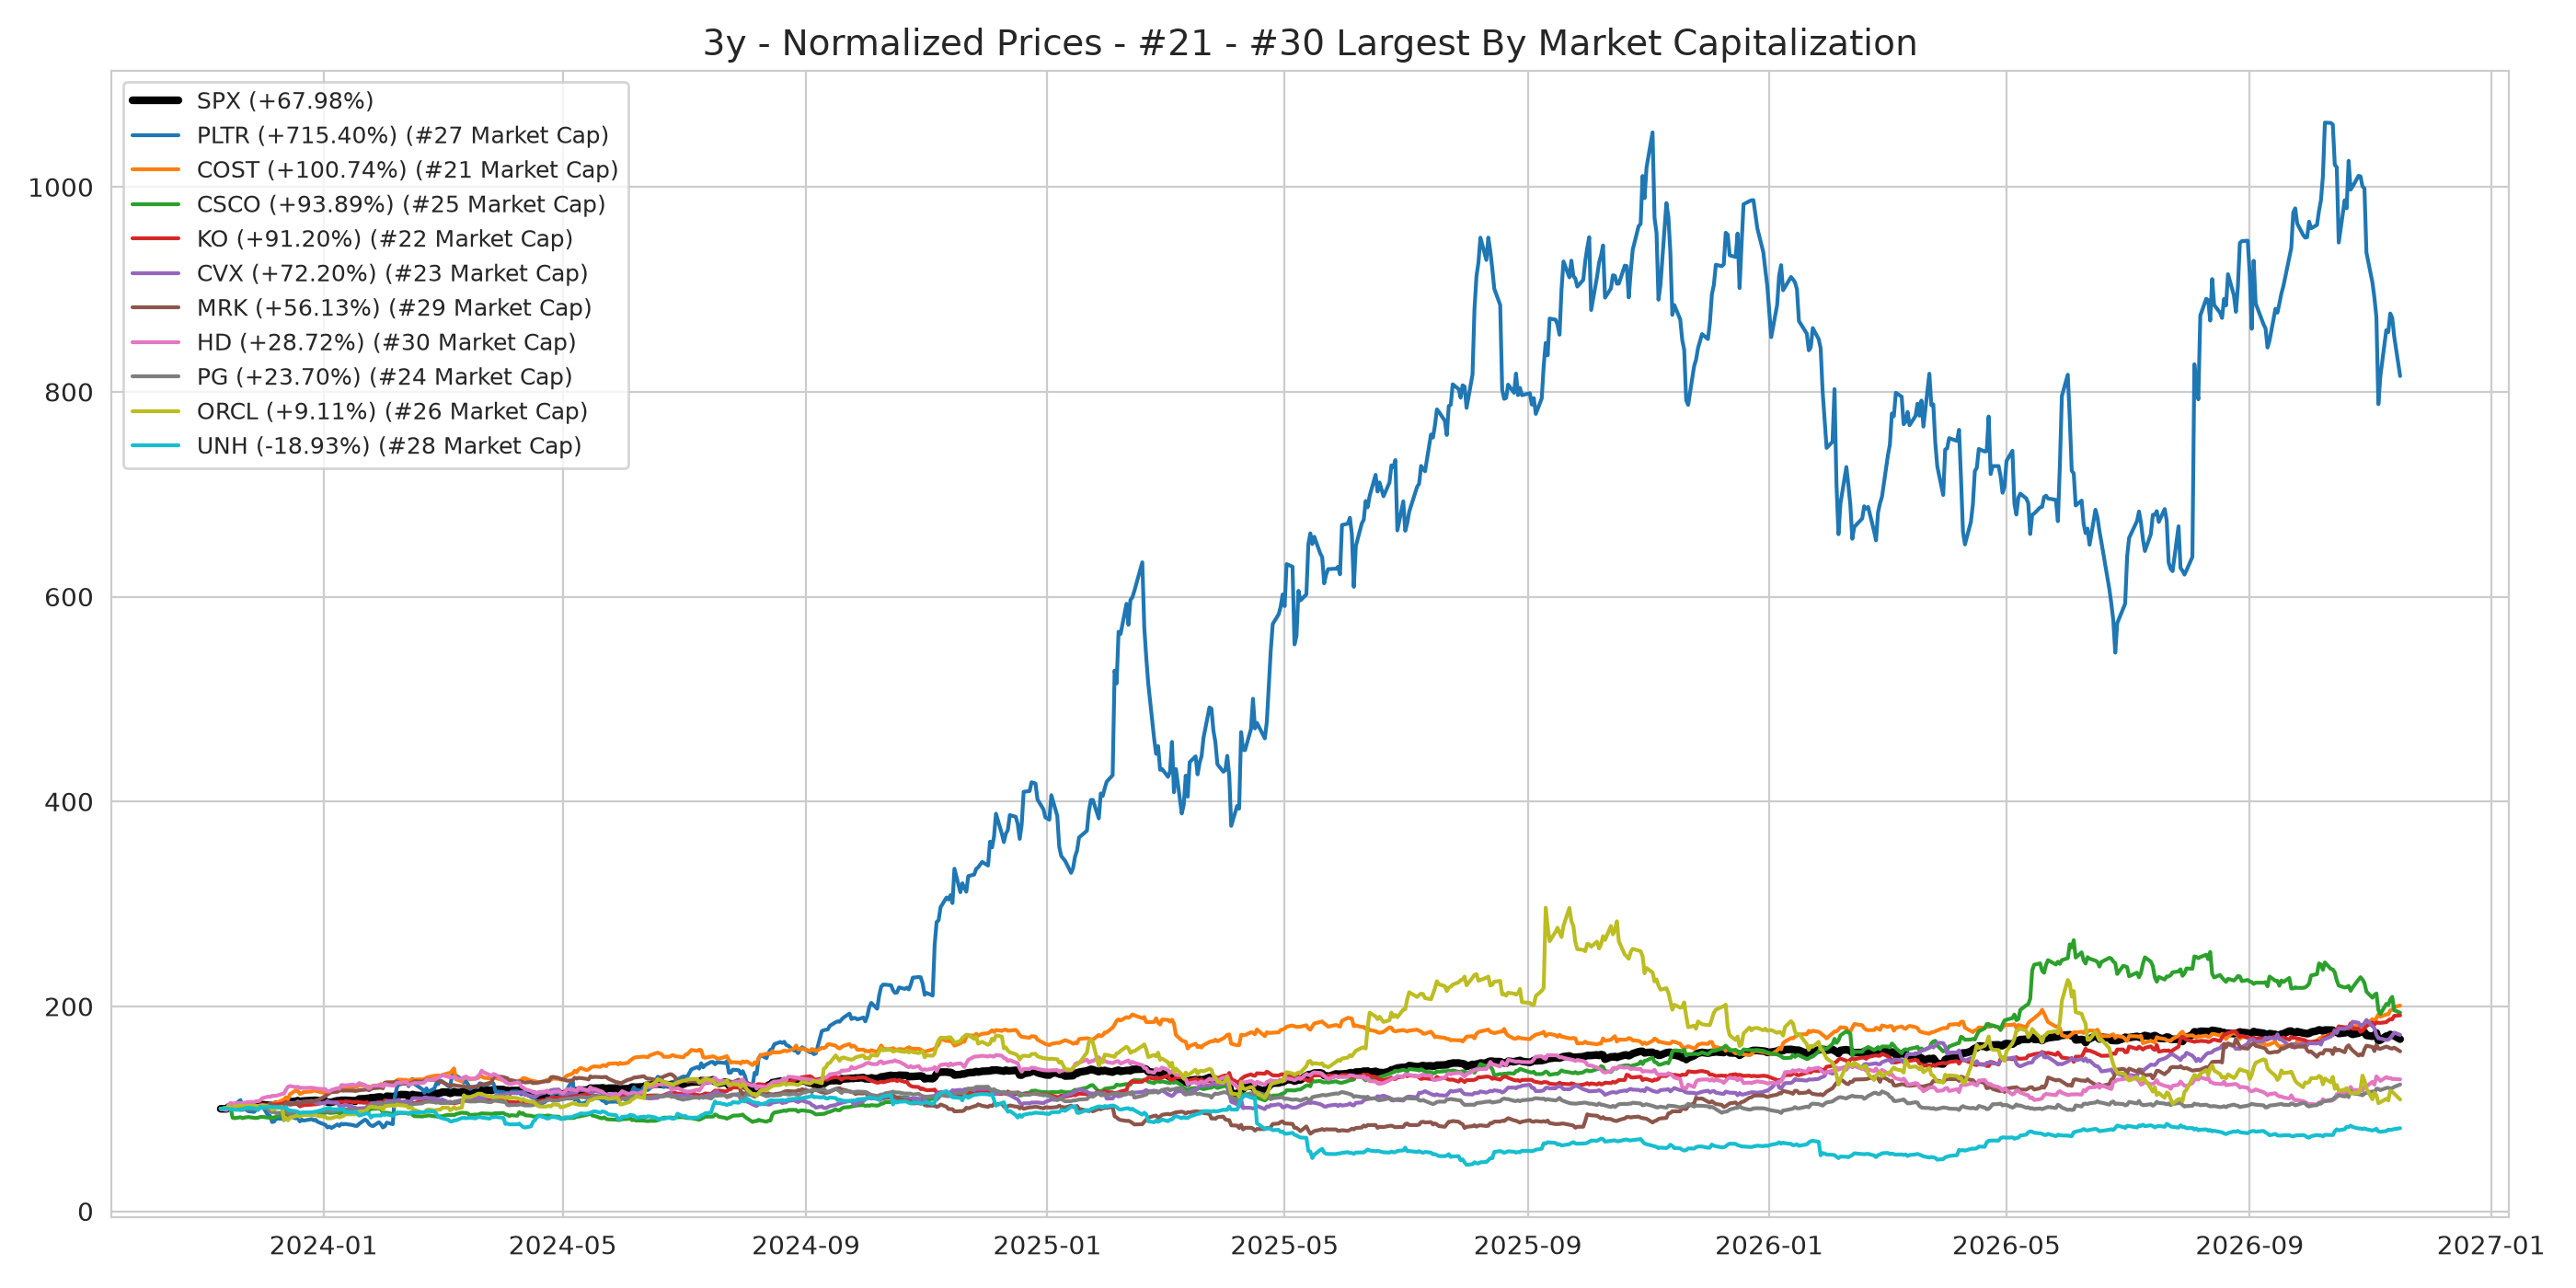 3y - Normalized Prices - #21 - #30 Largest By Market Capitalization
SPX (+67.98%)
PLTR (+715.40%) (#27 Market Cap)
COST (+100.74%) (#21 Market Cap)
CSCO (+93.89%) (#25 Market Cap)
KO (+91.20%) (#22 Market Cap)
CVX (+72.20%) (#23 Market Cap)
MRK (+56.13%) (#29 Market Cap)
HD (+28.72%) (#30 Market Cap)
PG (+23.70%) (#24 Market Cap)
ORCL (+9.11%) (#26 Market Cap)
UNH (-18.93%) (#28 Market Cap)
1000
800
600
400
200
0
2024-01 2024-05 2024-09 2025-01 2025-05 2025-09 2026-01 2026-05 2026-09 2027-01